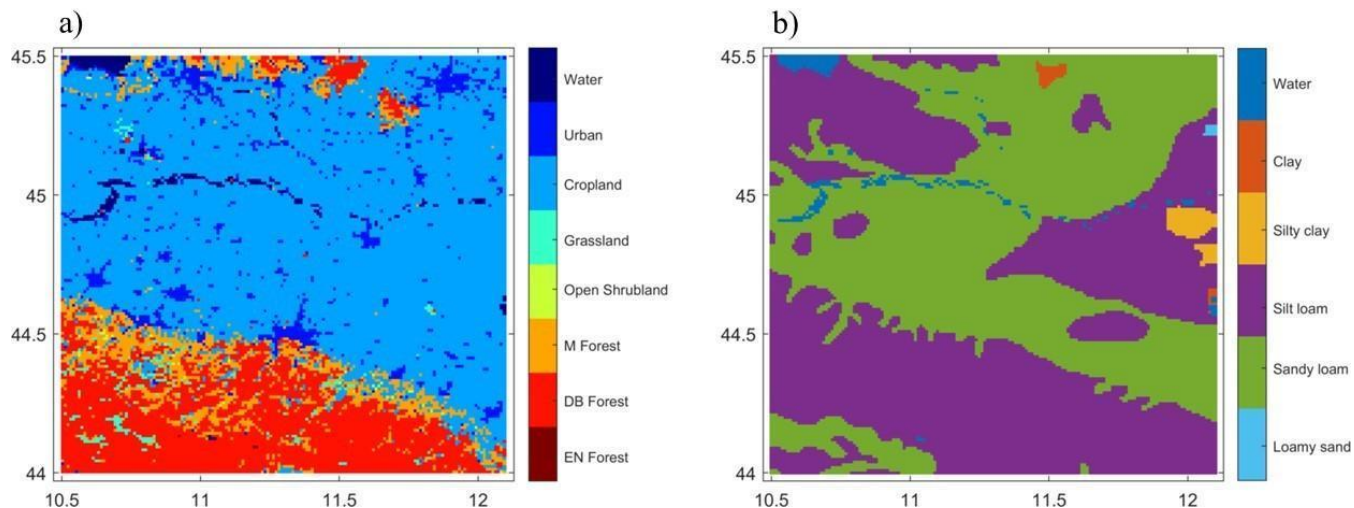 a)
45.5
45
44.5
44
10.5 11 11.5 12
Water
Urban
Cropland
Grassland
Open Shrubland
M Forest
DB Forest
EN Forest
b)
45.5
45
44.5
44
10.5 11 11.5 12
Water
Clay
Silty clay
Silt loam
Sandy loam
Loamy sand